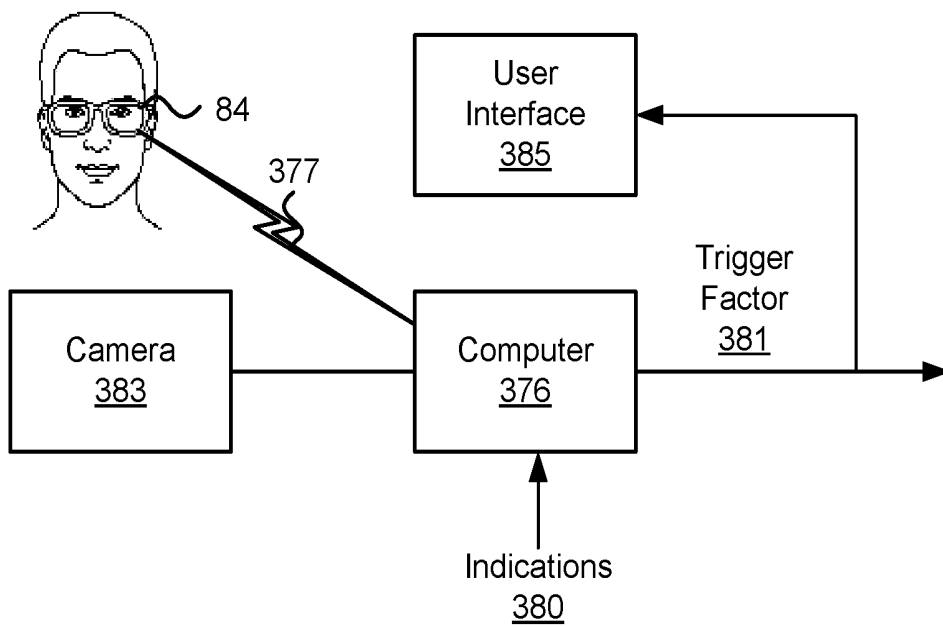 84
User
Interface
385
377
Trigger
Factor
381
Camera
383
Computer
376
Indications
380